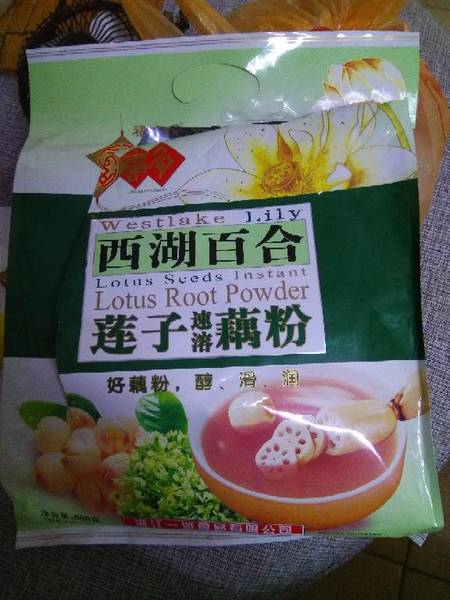 Westlake Lily
西湖百合
Lotus Seeds Instant
Lotus Root Powder
莲子速溶藕粉
好藕粉，醇、滑、润